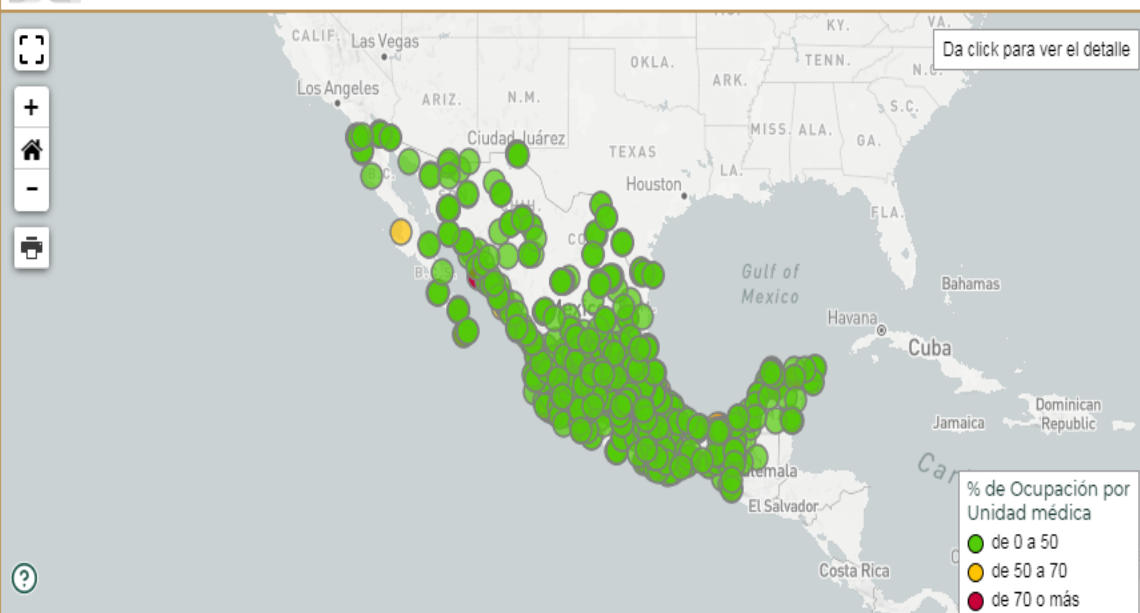 KY.
VA.
CALIF.
Las Vegas
Da click para ver el detalle
OKLA.
TENN.
N.C.
Los Angeles
ARIZ.
N.M.
ARK.
S.C.
+
MISS.
ALA.
GA.
Ciudad Juárez
TEXAS
LA.
-
Houston
FLA.
Gulf of
Mexico
Bahamas
Havana
Cuba
Dominican
Republic
Jamaica
El Salvador
Costa Rica
% de Ocupación por
Unidad médica
de 0 a 50
de 50 a 70
de 70 o más
?